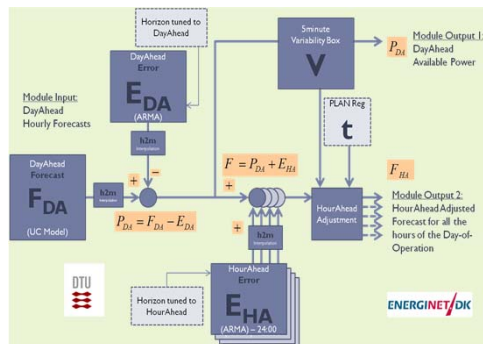 Horizon tuned to
DayAhead
5minute
Variability Box
V
P_DA
Module Output 1:
DayAhead
Available Power
DayAhead
Error
E_DA
(ARMA)
Module Input:
DayAhead
Hourly Forecasts
PLAN Reg
t
h2m
DayAhead
Forecast
F_DA
(UC Model)
h2m
+
−
F = P_DA + E_HA
+
P_DA = F_DA − E_DA
HourAhead
Adjustment
F_HA
Module Output 2:
HourAheadAdjusted
Forecast for all the
hours of the Day-of-
Operation
+
h2m
DTU
Horizon tuned to
HourAhead
HourAhead
Error
E_HA
(ARMA) – 24:00
ENERGINET/DK